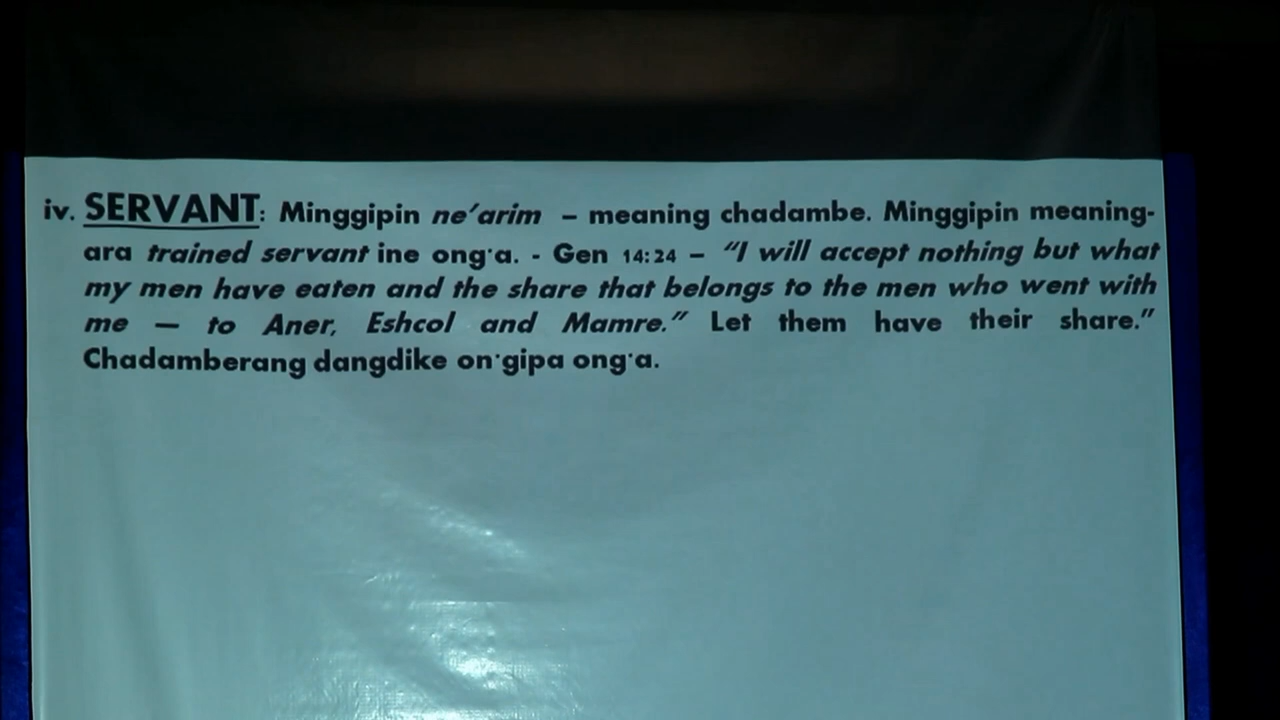 iv. SERVANT: Minggipin ne’arim – meaning chadambe. Minggipin meaning-
ara trained servant ine ong·a. - Gen 14:24 – “I will accept nothing but what
my men have eaten and the share that belongs to the men who went with
me — to Aner, Eshcol and Mamre.” Let them have their share.”
Chadamberang dangdike on·gipa ong·a.